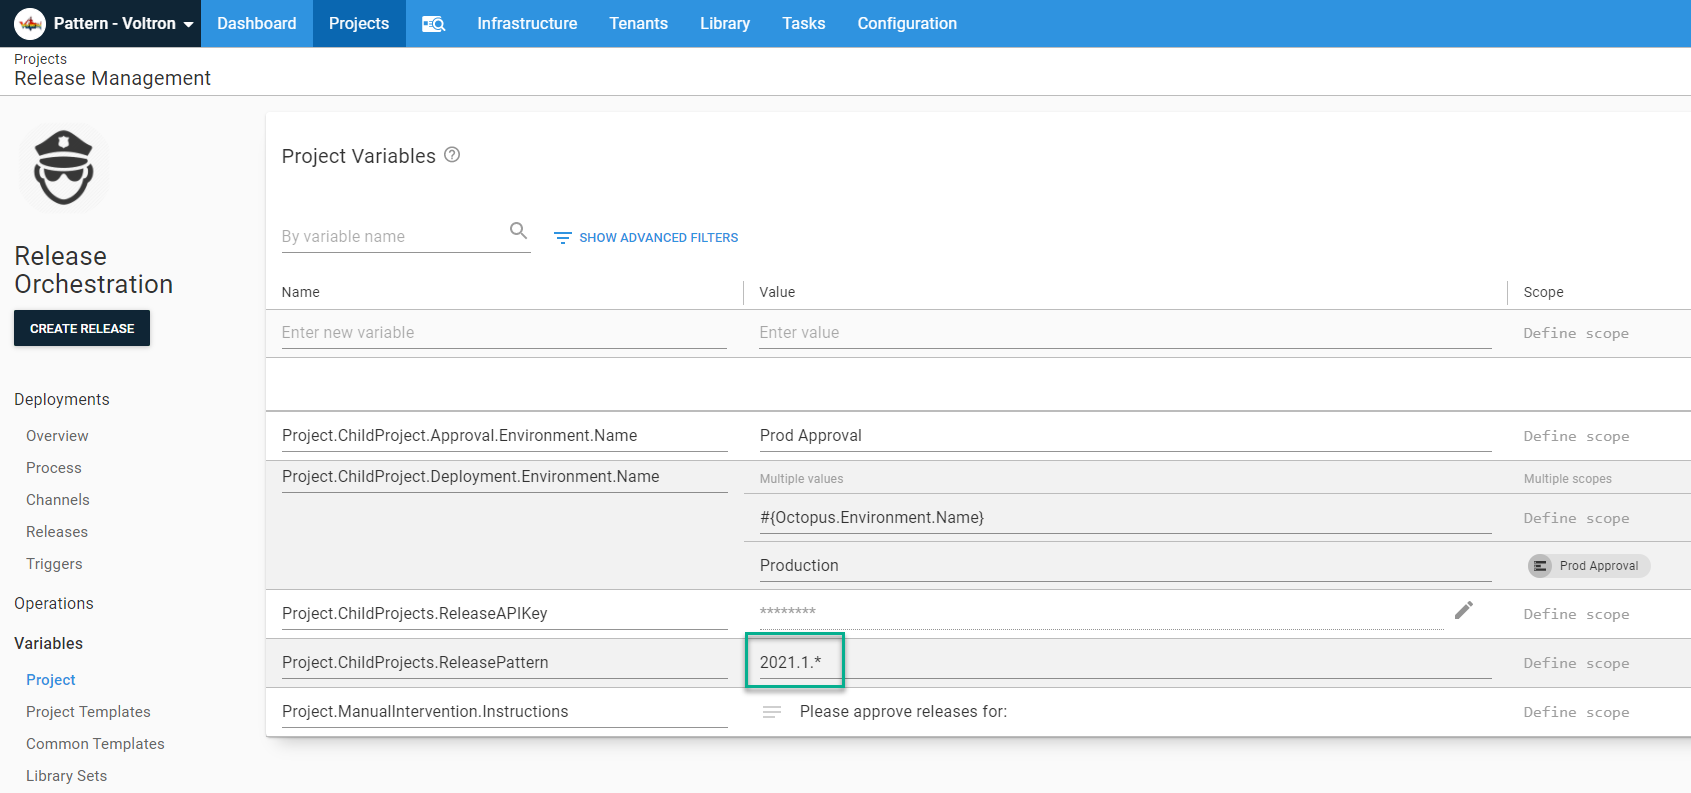 Pattern - Voltron
Dashboard
Projects
Infrastructure
Tenants
Library
Tasks
Configuration
Projects
Release Management
Release
Orchestration
CREATE RELEASE
Deployments
Overview
Process
Channels
Releases
Triggers
Operations
Variables
Project
Project Templates
Common Templates
Library Sets
Project Variables
By variable name
SHOW ADVANCED FILTERS
Name Value Scope
Enter new variable Enter value Define scope
Project.ChildProject.Approval.Environment.Name Prod Approval Define scope
Project.ChildProject.Deployment.Environment.Name Multiple values Multiple scopes
#{Octopus.Environment.Name} Define scope
Production Prod Approval
Project.ChildProjects.ReleaseAPIKey ******** Define scope
Project.ChildProjects.ReleasePattern 2021.1.* Define scope
Project.ManualIntervention.Instructions Please approve releases for: Define scope